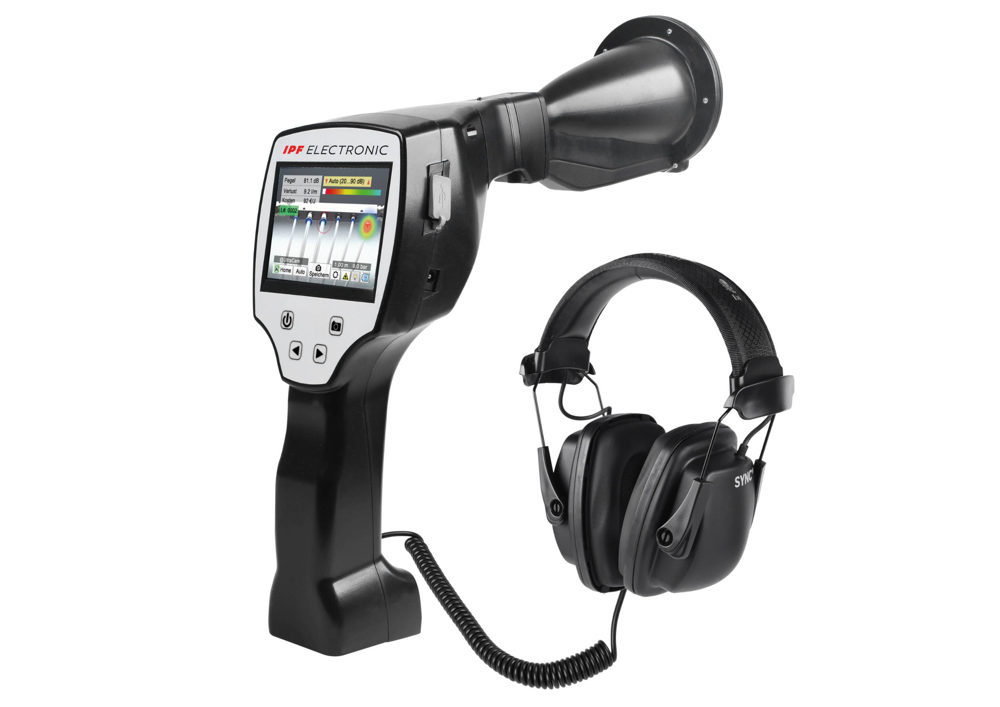 IPF ELECTRONIC
Pegel 81.1 dB
Auto (20...90 dB)
Verlust 9.2 l/m
Kosten 92 €/J
L#: 0002
@UltraCam
1.00 m 9.0 bar
Home
Auto
Speichern
SYNC®